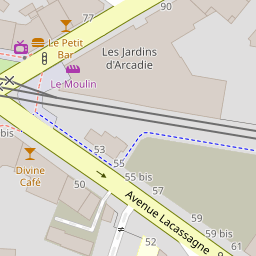 77
90
Le Petit
Bar
Les Jardins
d'Arcadie
Le Moulin
bis
53
55
Divine
Café
50
55 bis
57
Avenue Lacassagne
59
59 bis
52
61